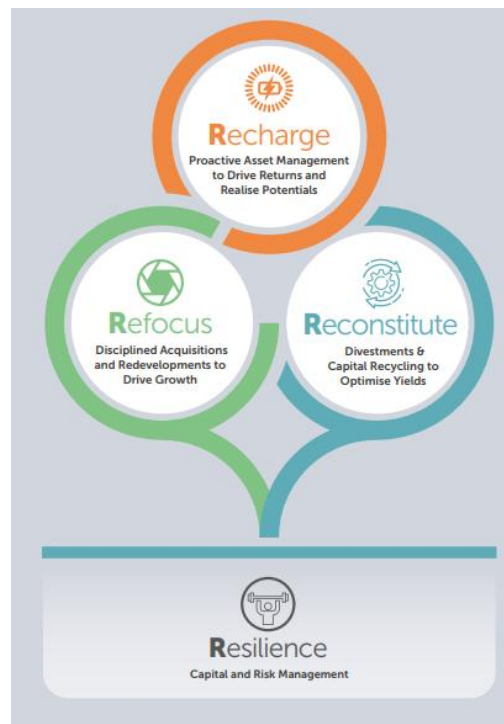 Recharge
Proactive Asset Management
to Drive Returns and
Realise Potentials
Refocus
Disciplined Acquisitions
and Redevelopments to
Drive Growth
Reconstitute
Divestments &
Capital Recycling to
Optimise Yields
Resilience
Capital and Risk Management